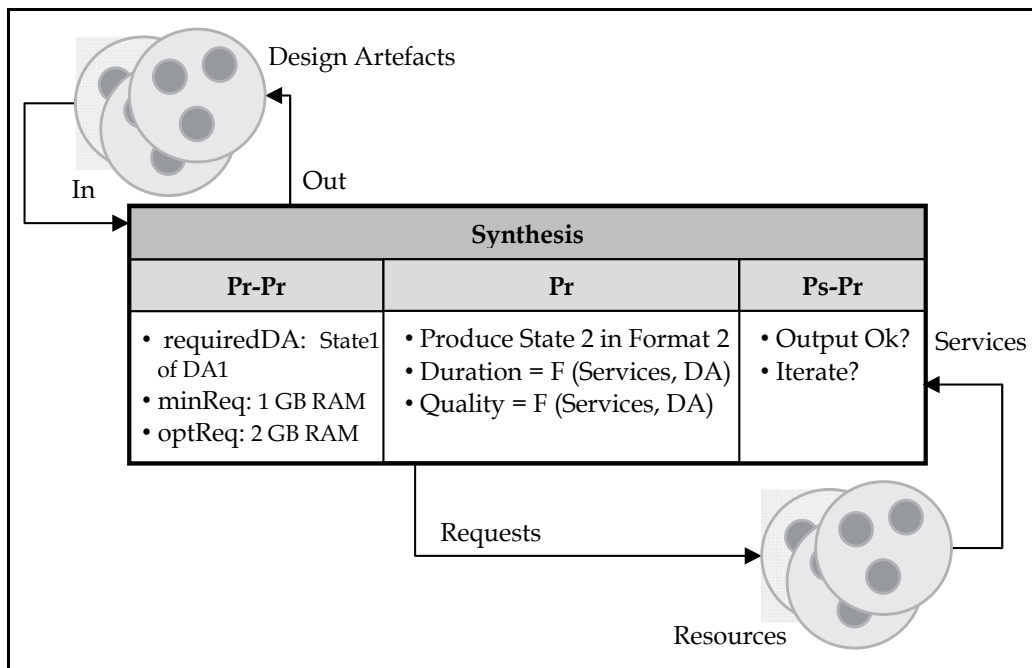 Design Artefacts
In
Out
Synthesis
Pr-Pr
Pr
Ps-Pr
• requiredDA: State1
of DA1
• minReq: 1 GB RAM
• optReq: 2 GB RAM
• Produce State 2 in Format 2
• Duration = F (Services, DA)
• Quality = F (Services, DA)
• Output Ok?
• Iterate?
Services
Requests
Resources